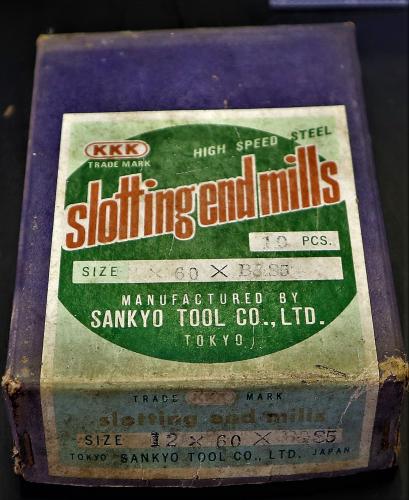 KKK
TRADE MARK
HIGH SPEED STEEL
slotting end mills
10 PCS.
SIZE × 60 ×
MANUFACTURED BY
SANKYO TOOL CO., LTD.
TOKYO
TRADE KKK MARK
slotting end mills
SIZE 12 × 60 ×
TOKYO SANKYO TOOL CO., LTD. JAPAN